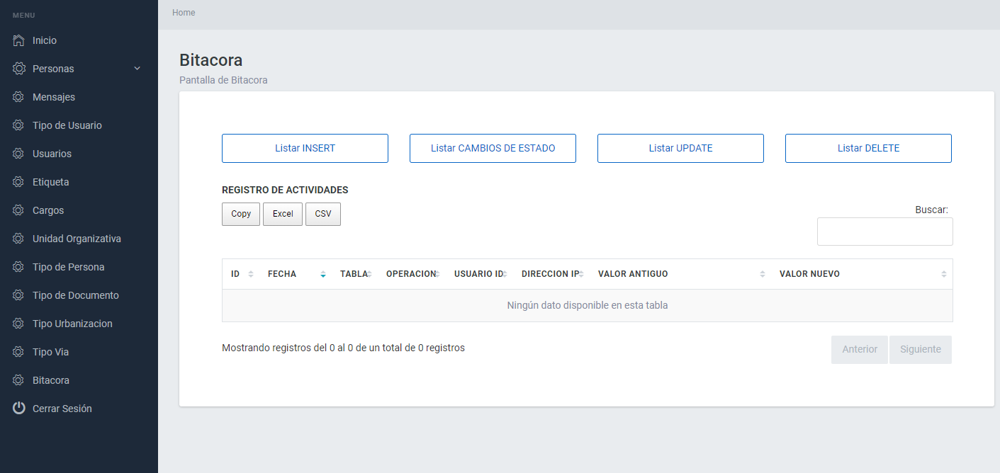 MENU
Inicio
Personas
Mensajes
Tipo de Usuario
Usuarios
Etiqueta
Cargos
Unidad Organizativa
Tipo de Persona
Tipo de Documento
Tipo Urbanizacion
Tipo Via
Bitacora
Cerrar Sesión
Home
Bitacora
Pantalla de Bitacora
Listar INSERT Listar CAMBIOS DE ESTADO Listar UPDATE Listar DELETE
REGISTRO DE ACTIVIDADES
Copy Excel CSV
Buscar:
ID FECHA TABLA OPERACION USUARIO ID DIRECCION IP VALOR ANTIGUO VALOR NUEVO
Ningún dato disponible en esta tabla
Mostrando registros del 0 al 0 de un total de 0 registros
Anterior Siguiente